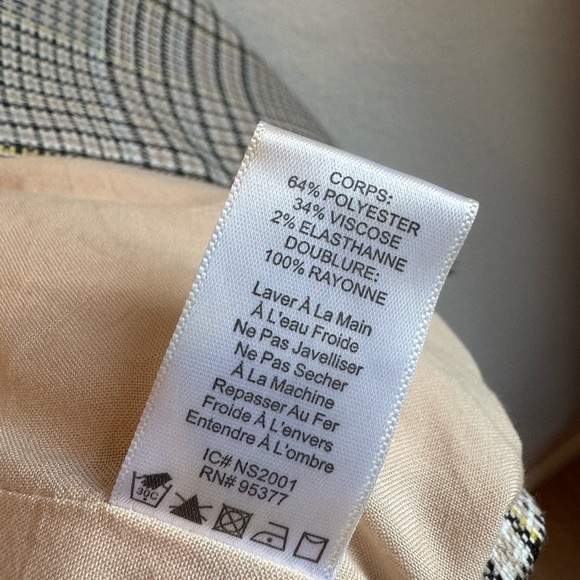 CORPS:
64% POLYESTER
34% VISCOSE
2% ELASTHANNE
DOUBLURE:
100% RAYONNE
Laver À La Main
À L'eau Froide
Ne Pas Javelliser
Ne Pas Secher
À La Machine
Repasser Au Fer
Froide À L'envers
Entendre À L'ombre
IC# NS2001
RN# 95377
30C